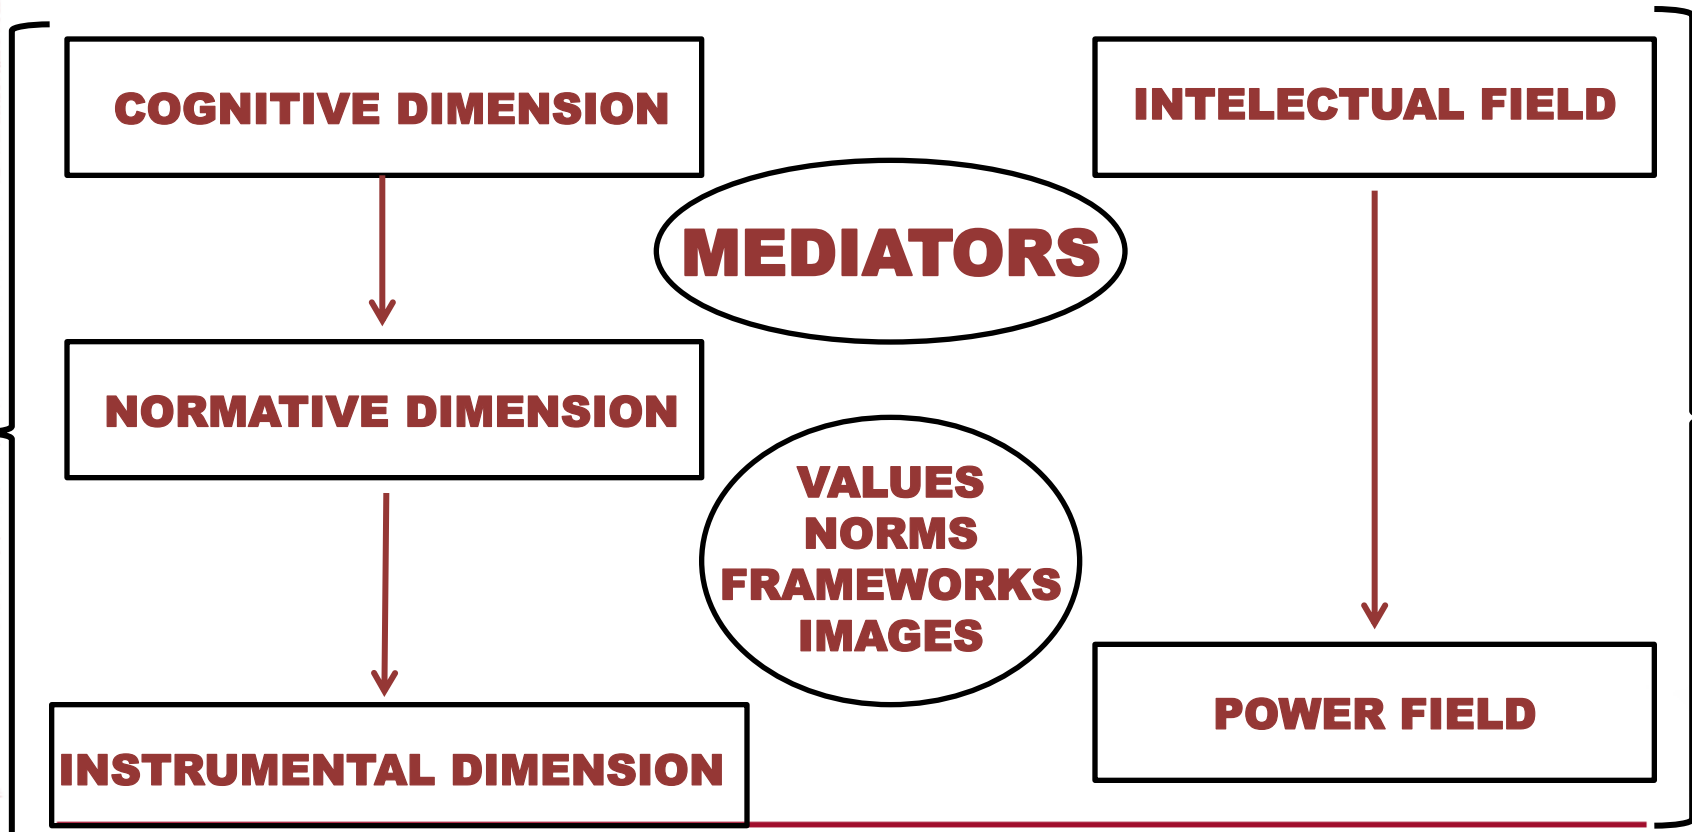 COGNITIVE DIMENSION
INTELECTUAL FIELD
MEDIATORS
NORMATIVE DIMENSION
VALUES
NORMS
FRAMEWORKS
IMAGES
POWER FIELD
INSTRUMENTAL DIMENSION